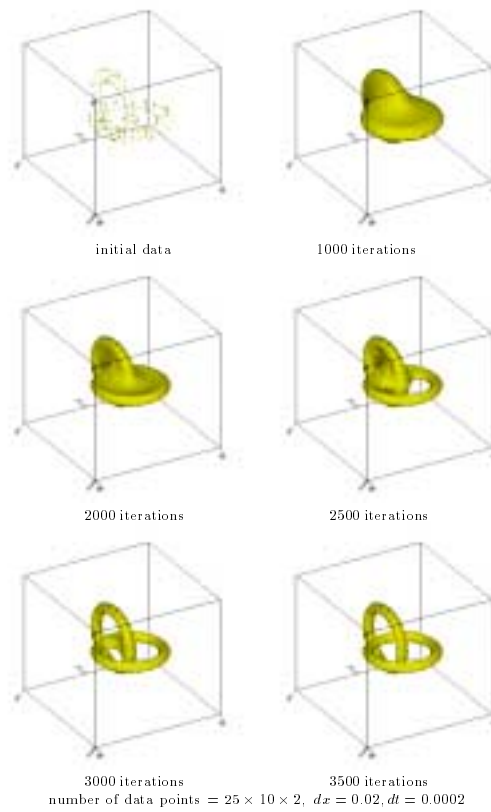 initial data
1000 iterations
2000 iterations
2500 iterations
3000 iterations
3500 iterations
number of data points = 25 × 10 × 2, dx = 0.02, dt = 0.0002